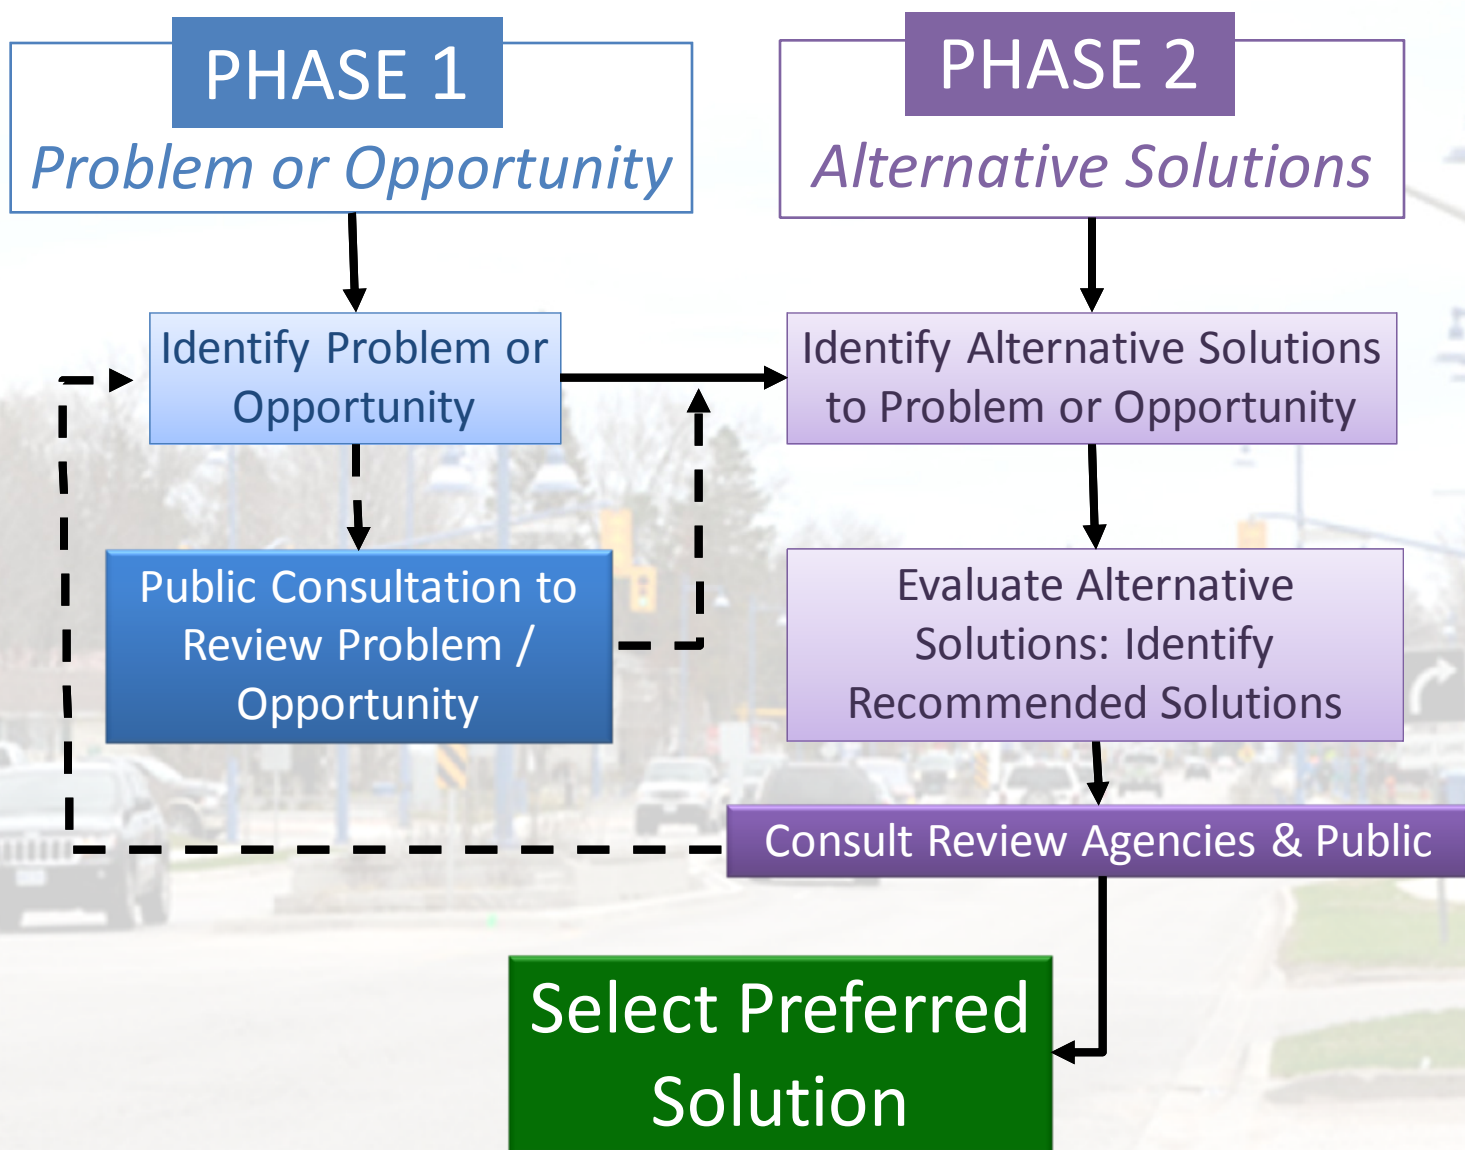 PHASE 1
Problem or Opportunity
Identify Problem or
Opportunity
Public Consultation to
Review Problem /
Opportunity
PHASE 2
Alternative Solutions
Identify Alternative Solutions
to Problem or Opportunity
Evaluate Alternative
Solutions: Identify
Recommended Solutions
Consult Review Agencies & Public
Select Preferred
Solution